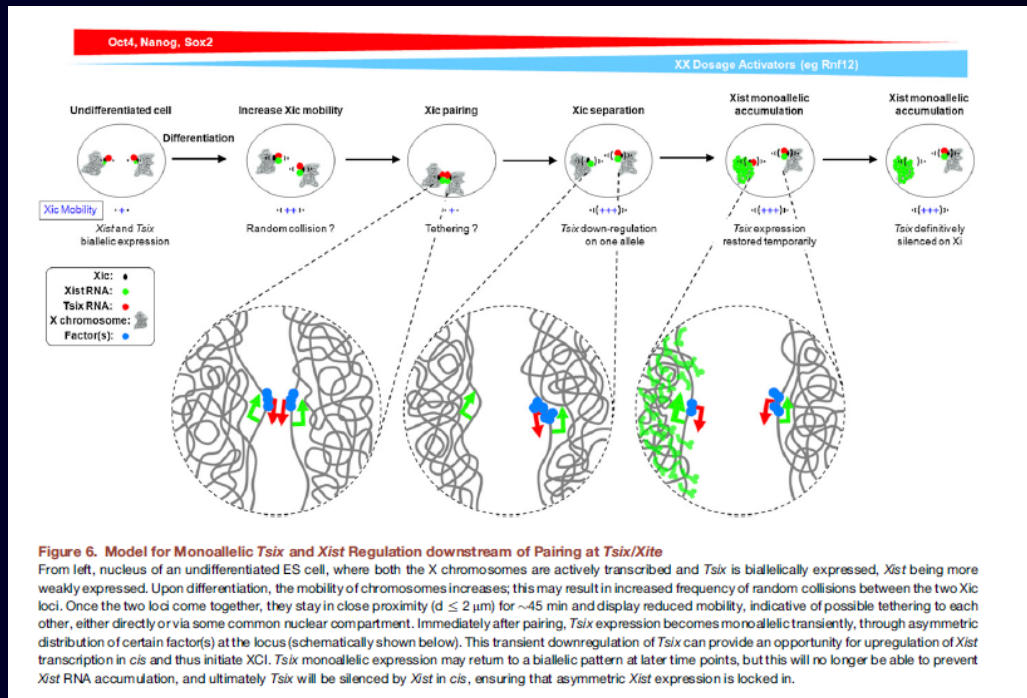 Oct4, Nanog, Sox2
XX Dosage Activators (eg Rnf12)
Undifferentiated cell
Increase Xic mobility
Xic pairing
Xic separation
Xist monoallelic
accumulation
Xist monoallelic
accumulation
Differentiation
Xic Mobility
·‹+›·
·‹(++)›·
·‹+›·
·‹(+++)›·
·‹(+++)›·
·‹(+++)›·
Xist and Tsix
biallelic expression
Random collision ?
Tethering ?
Tsix down-regulation
on one allele
Tsix expression
restored temporarily
Tsix definitively
silenced on Xi
Xic:
Xist RNA:
Tsix RNA:
X chromosome:
Factor(s):
Figure 6. Model for Monoallelic Tsix and Xist Regulation downstream of Pairing at Tsix/Xite
From left, nucleus of an undifferentiated ES cell, where both the X chromosomes are actively transcribed and Tsix is biallelically expressed, Xist being more
weakly expressed. Upon differentiation, the mobility of chromosomes increases; this may result in increased frequency of random collisions between the two Xic
loci. Once the two loci come together, they stay in close proximity (d ≤ 2 μm) for ~45 min and display reduced mobility, indicative of possible tethering to each
other, either directly or via some common nuclear compartment. Immediately after pairing, Tsix expression becomes monoallelic transiently, through asymmetric
distribution of certain factor(s) at the locus (schematically shown below). This transient downregulation of Tsix can provide an opportunity for upregulation of Xist
transcription in cis and thus initiate XCI. Tsix monoallelic expression may return to a biallelic pattern at later time points, but this will no longer be able to prevent
Xist RNA accumulation, and ultimately Tsix will be silenced by Xist in cis, ensuring that asymmetric Xist expression is locked in.